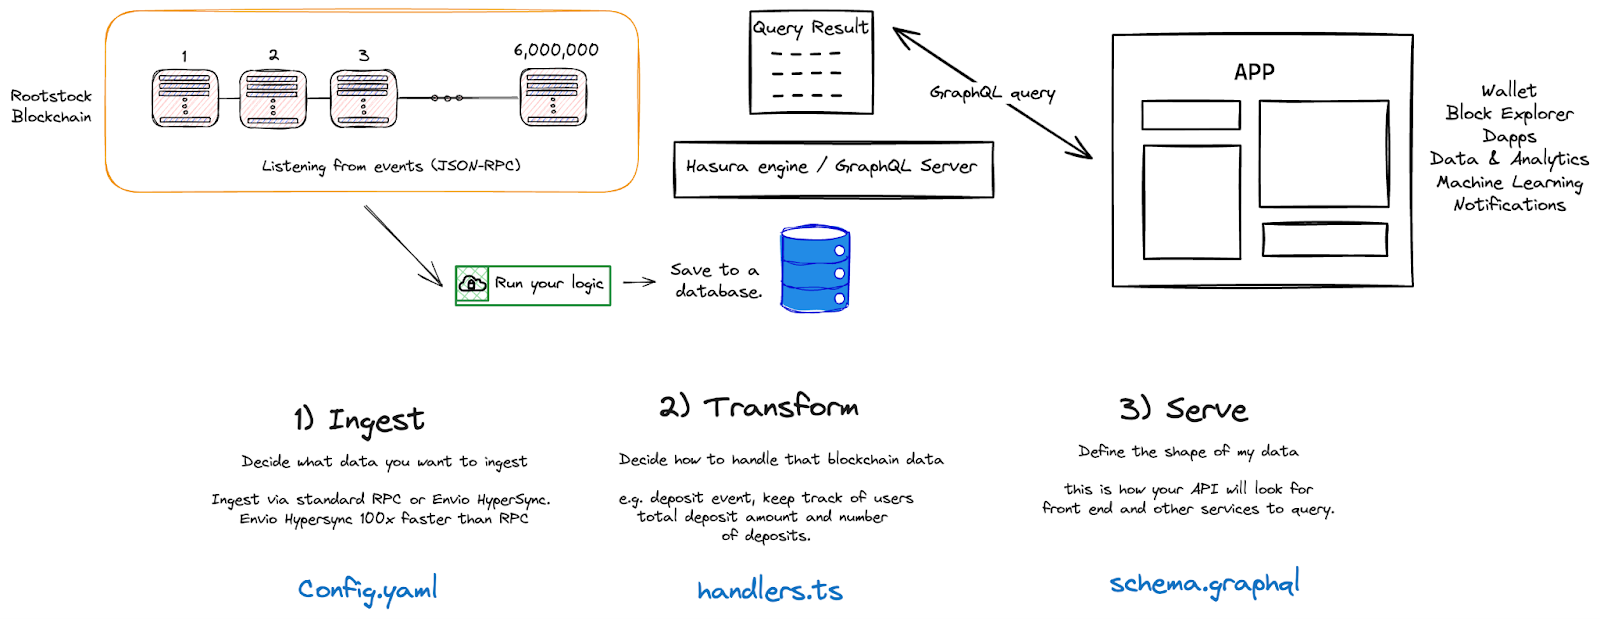 Rootstock
Blockchain
1
2
3
6,000,000
Listening from events (JSON-RPC)
Run your logic
Save to a
database.
Query Result
Hasura engine / GraphQL Server
GraphQL query
APP
Wallet
Block Explorer
Dapps
Data & Analytics
Machine Learning
Notifications
1) Ingest
Decide what data you want to ingest
Ingest via standard RPC or Envio HyperSync.
Envio Hypersync 100x faster than RPC
Config.yaml
2) Transform
Decide how to handle that blockchain data
e.g. deposit event, keep track of users
total deposit amount and number
of deposits.
handlers.ts
3) Serve
Define the shape of my data
this is how your API will look for
front end and other services to query.
schema.graphql